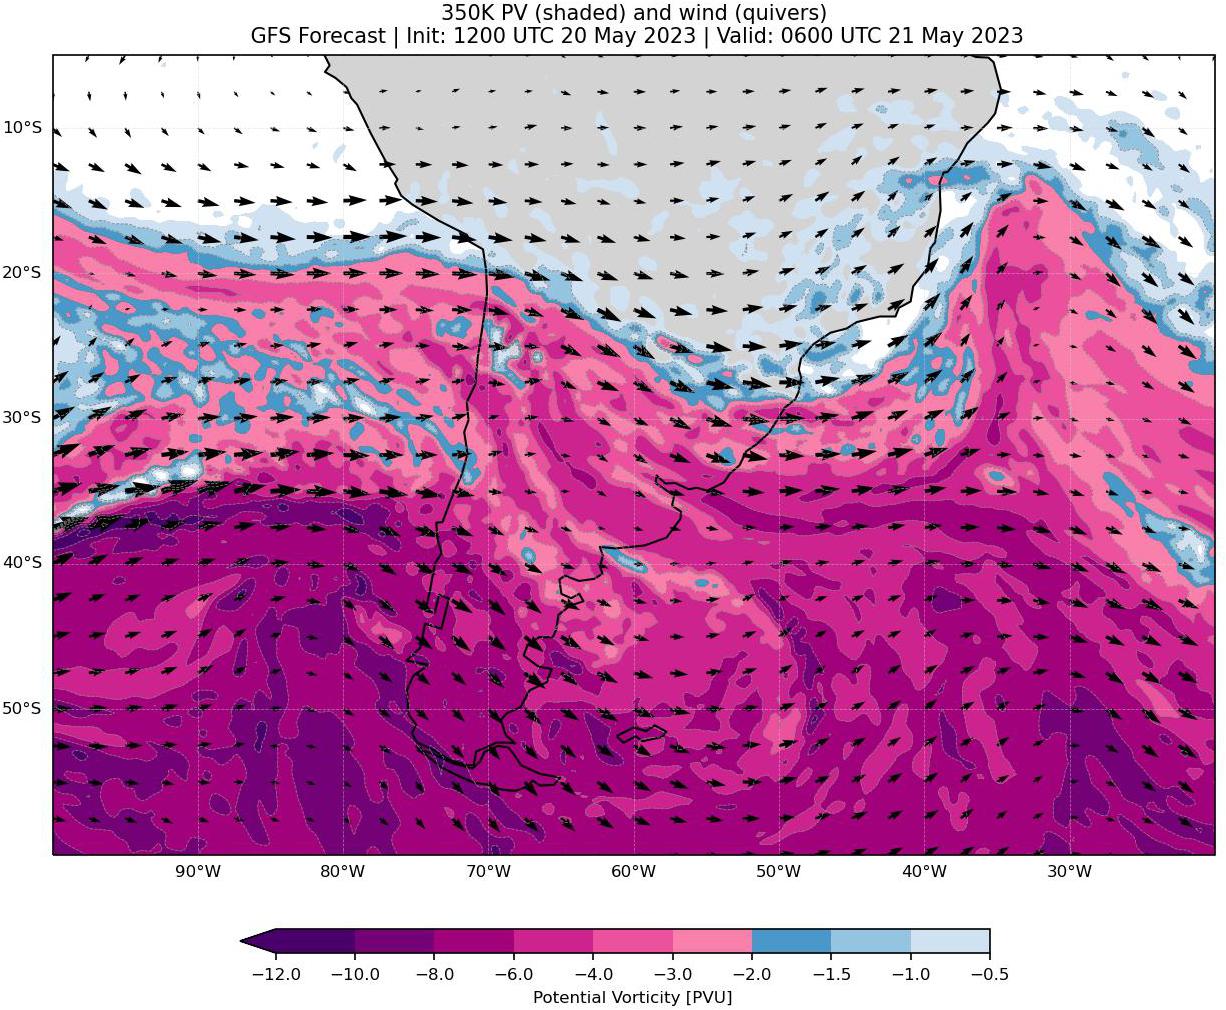 350K PV (shaded) and wind (quivers)
GFS Forecast | Init: 1200 UTC 20 May 2023 | Valid: 0600 UTC 21 May 2023
10°S
20°S
30°S
40°S
50°S
90°W 80°W 70°W 60°W 50°W 40°W 30°W
−12.0 −10.0 −8.0 −6.0 −4.0 −3.0 −2.0 −1.5 −1.0 −0.5
Potential Vorticity [PVU]